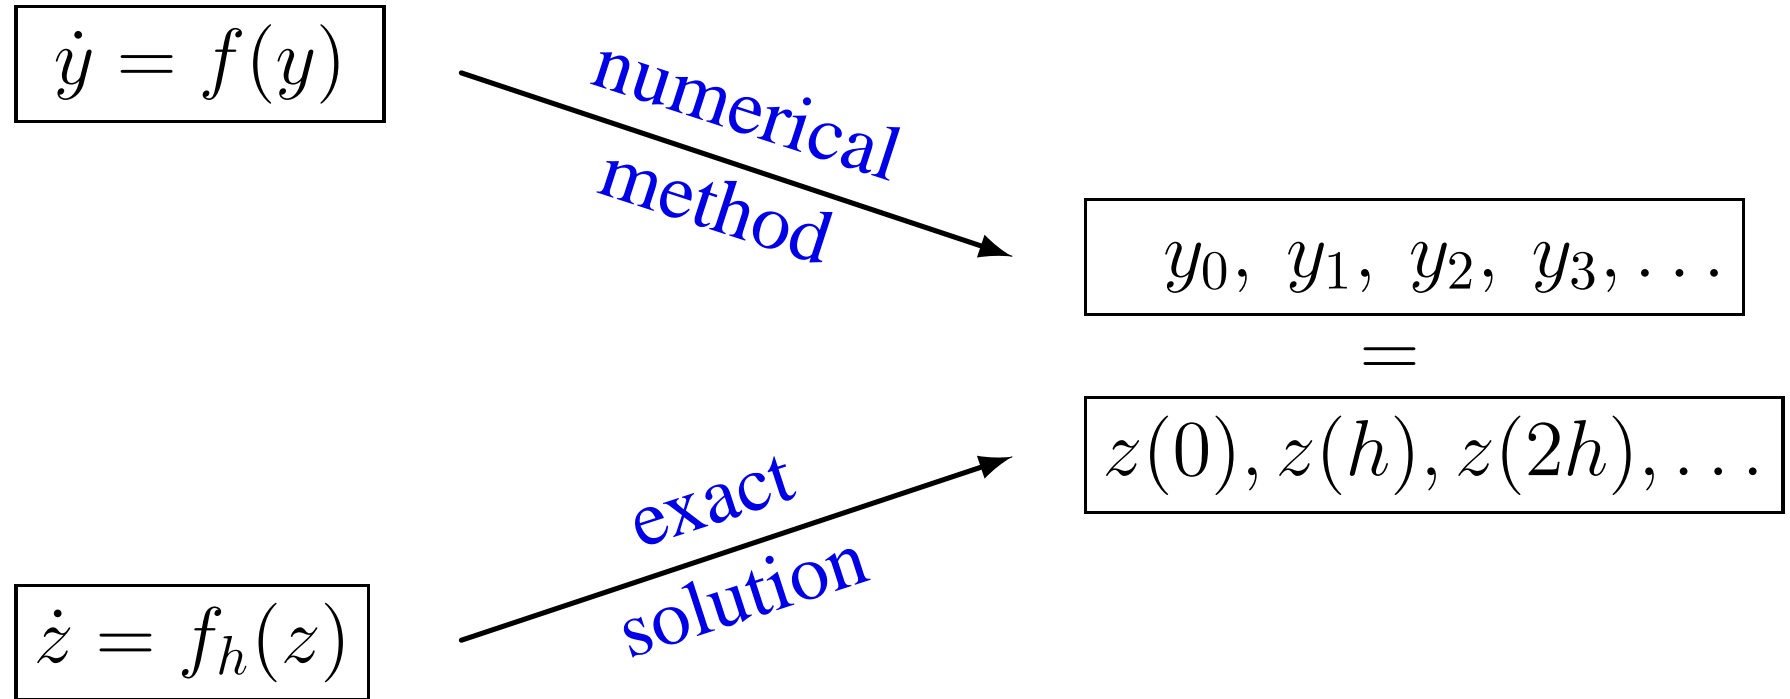 ẏ = f(y)
numerical
method
y₀, y₁, y₂, y₃, . . .
=
z(0), z(h), z(2h), . . .
exact
solution
ż = fₕ(z)